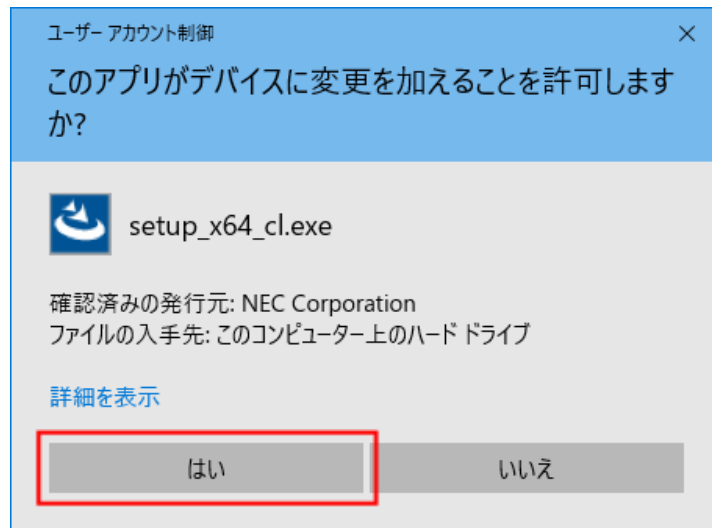 ユーザー アカウント制御
このアプリがデバイスに変更を加えることを許可します
か?
setup_x64_cl.exe
確認済みの発行元: NEC Corporation
ファイルの入手先: このコンピューター上のハード ドライブ
詳細を表示
はい
いいえ